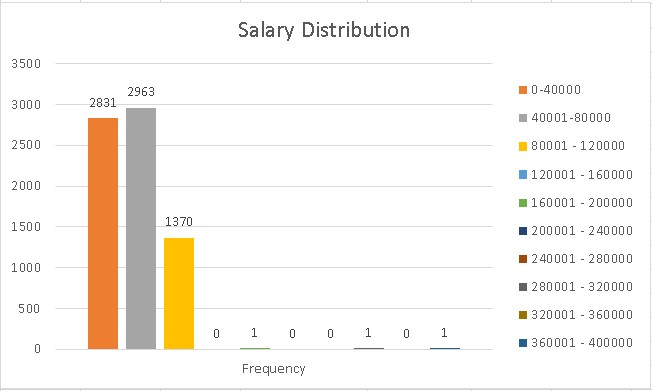 Salary Distribution
3500
3000
2500
2000
1500
1000
500
0
2831
2963
1370
0
1
0
0
1
0
1
Frequency
0-40000
40001-80000
80001 - 120000
120001 - 160000
160001 - 200000
200001 - 240000
240001 - 280000
280001 - 320000
320001 - 360000
360001 - 400000